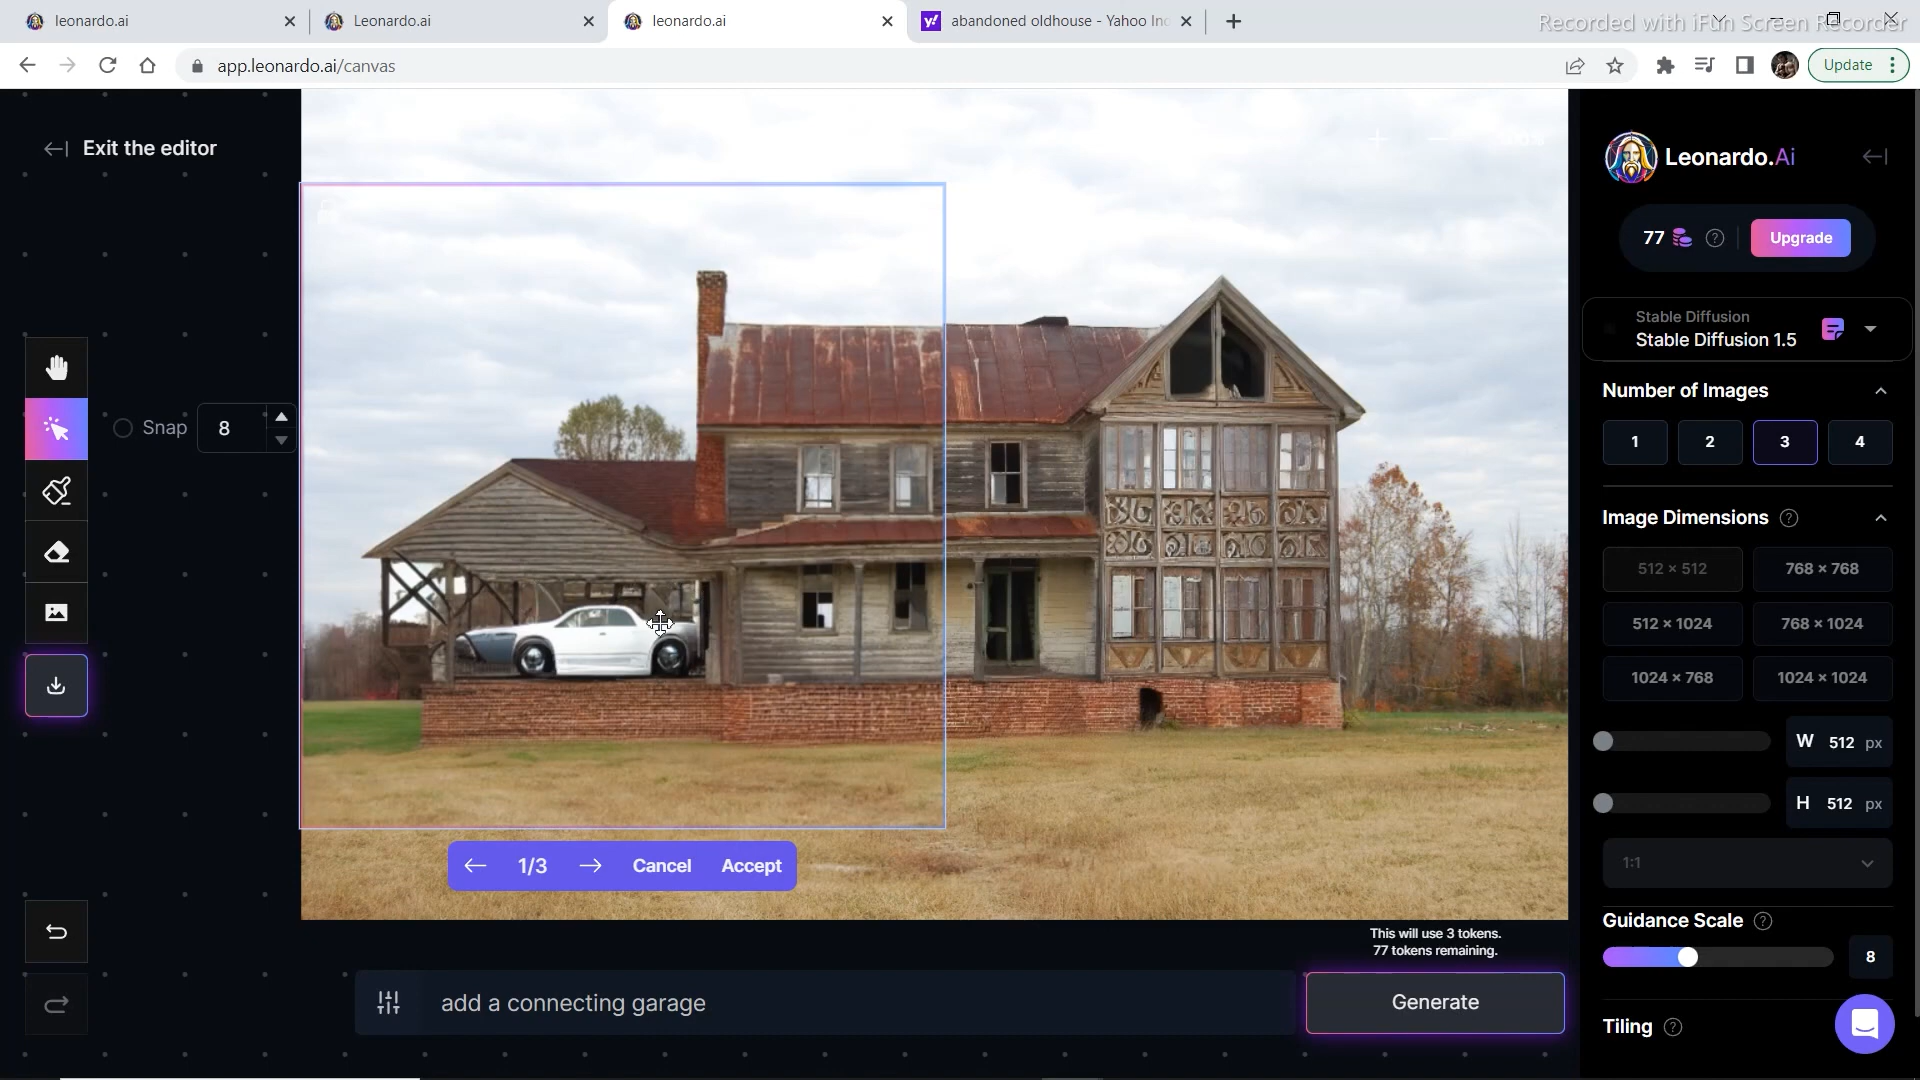 leonardo.ai
Leonardo.ai
leonardo.ai
abandoned oldhouse - Yahoo In
Recorded with iFun Screen Recorder
app.leonardo.ai/canvas
Update
Exit the editor
Leonardo.Ai
77
Upgrade
Stable Diffusion
Stable Diffusion 1.5
Number of Images
1
2
3
4
Snap
8
Image Dimensions
512 × 512
768 × 768
512 × 1024
768 × 1024
1024 × 768
1024 × 1024
W 512 px
H 512 px
1:1
1/3
Cancel
Accept
Guidance Scale
8
This will use 3 tokens.
77 tokens remaining.
add a connecting garage
Generate
Tiling